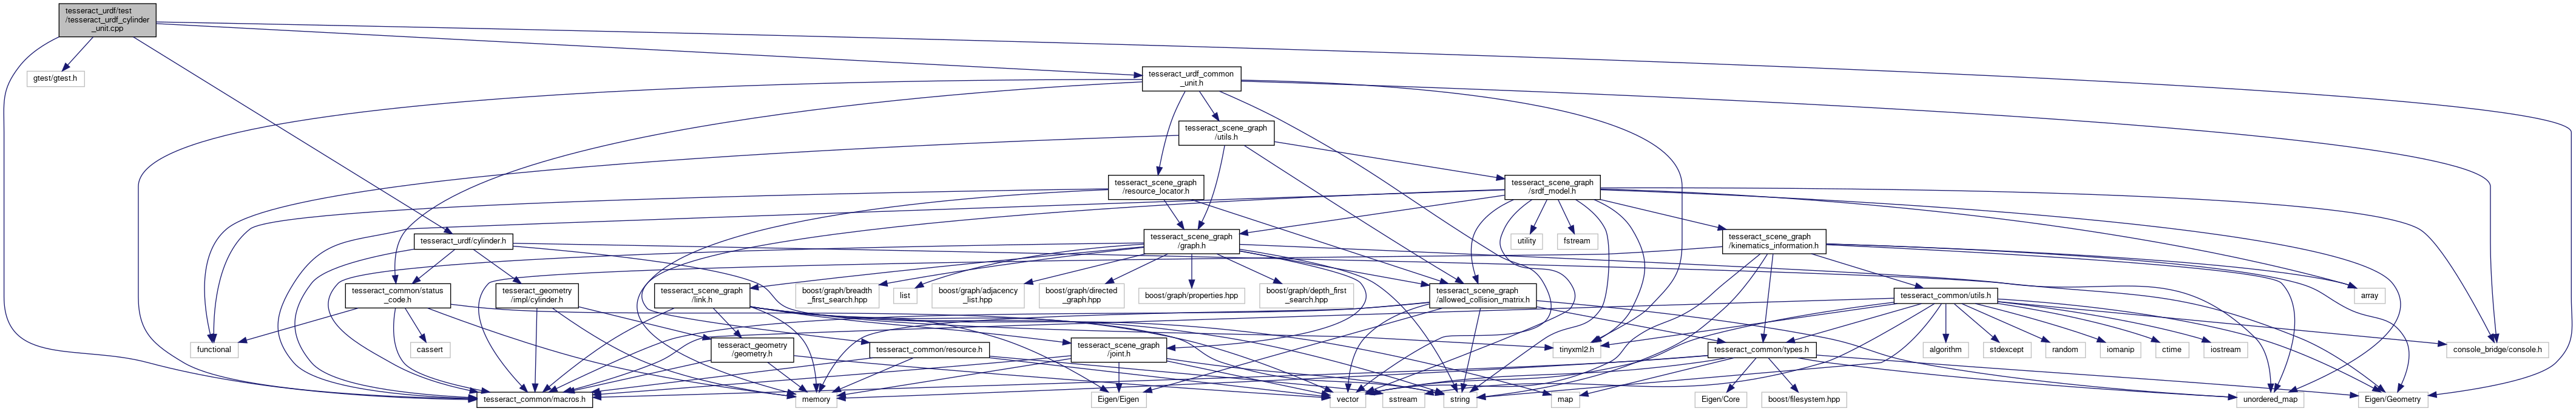 tesseract_urdf/test
/tesseract_urdf_cylinder
_unit.cpp
gtest/gtest.h
tesseract_urdf_common
_unit.h
tesseract_scene_graph
/utils.h
tesseract_scene_graph
/resource_locator.h
tesseract_scene_graph
/srdf_model.h
tesseract_urdf/cylinder.h
tesseract_scene_graph
/graph.h
utility
fstream
tesseract_scene_graph
/kinematics_information.h
tesseract_common/status
_code.h
tesseract_geometry
/impl/cylinder.h
tesseract_scene_graph
/link.h
boost/graph/breadth
_first_search.hpp
list
boost/graph/adjacency
_list.hpp
boost/graph/directed
_graph.hpp
boost/graph/properties.hpp
boost/graph/depth_first
_search.hpp
tesseract_scene_graph
/allowed_collision_matrix.h
tesseract_common/utils.h
array
functional
cassert
tesseract_geometry
/geometry.h
tesseract_common/resource.h
tesseract_scene_graph
/joint.h
tinyxml2.h
tesseract_common/types.h
algorithm
stdexcept
random
iomanip
ctime
iostream
console_bridge/console.h
tesseract_common/macros.h
memory
Eigen/Eigen
vector
sstream
string
map
Eigen/Core
boost/filesystem.hpp
unordered_map
Eigen/Geometry